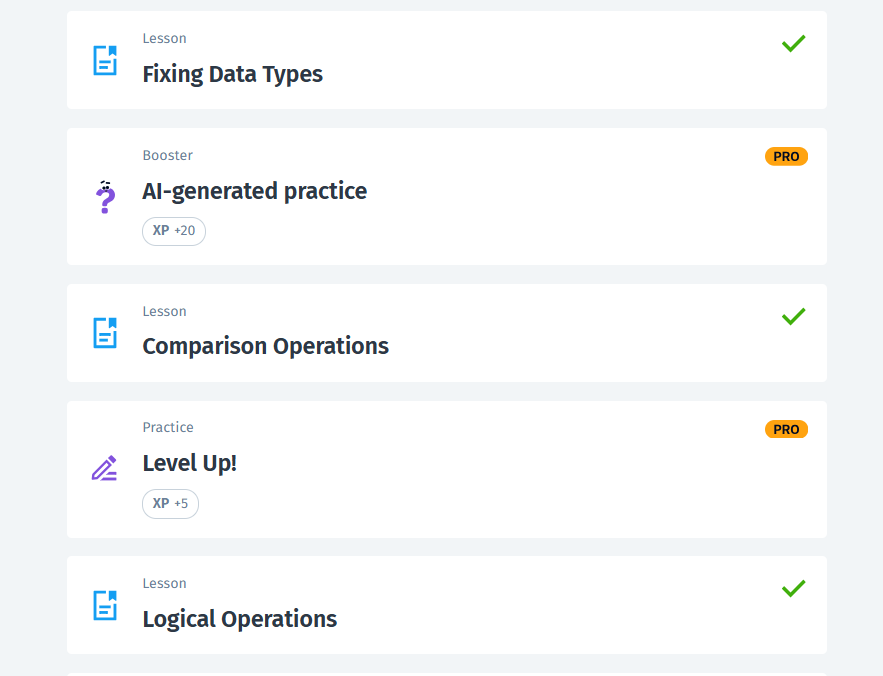 Lesson
Fixing Data Types
Booster
PRO
AI-generated practice
XP +20
Lesson
Comparison Operations
Practice
PRO
Level Up!
XP +5
Lesson
Logical Operations